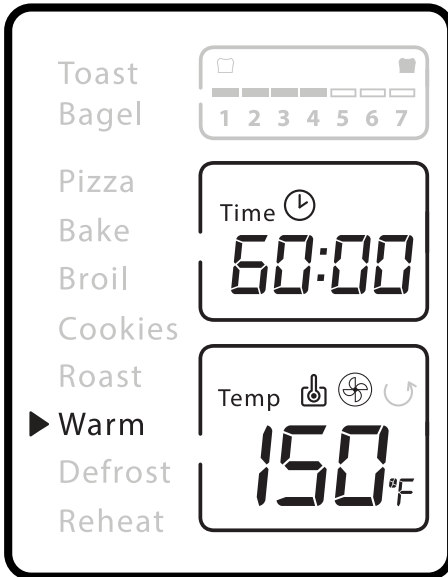 Toast
Bagel
1 2 3 4 5 6 7
Pizza
Bake
Broil
Cookies
Roast
Warm
Defrost
Reheat
Time
60:00
Temp
150°F